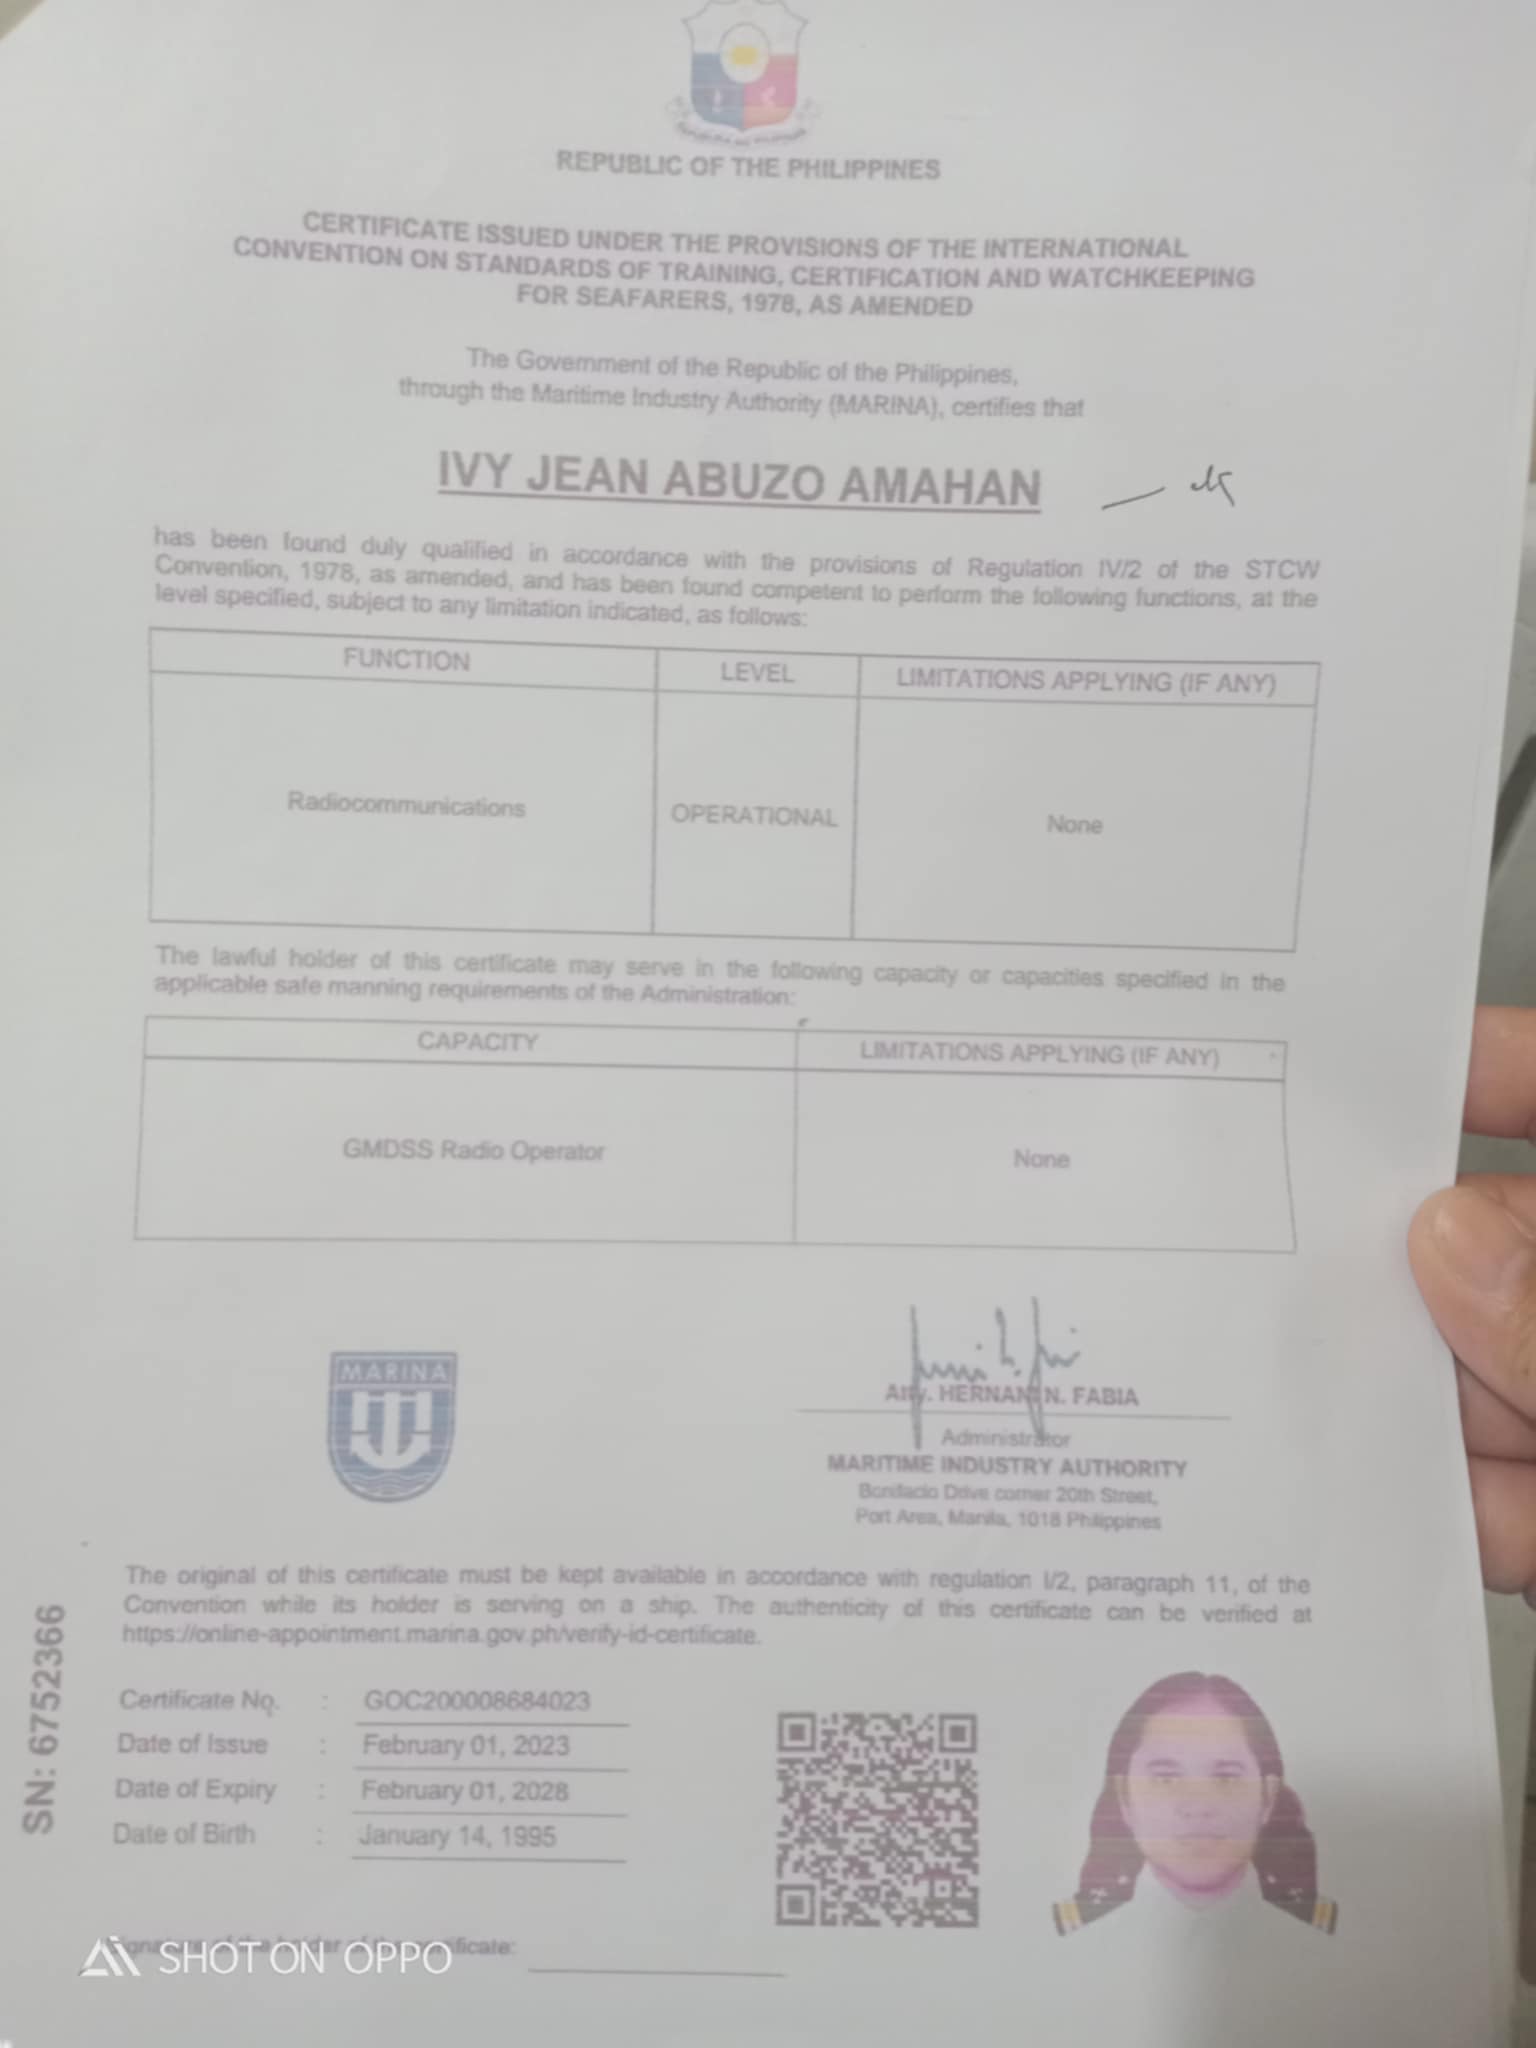 REPUBLIC OF THE PHILIPPINES
CERTIFICATE ISSUED UNDER THE PROVISIONS OF THE INTERNATIONAL
CONVENTION ON STANDARDS OF TRAINING, CERTIFICATION AND WATCHKEEPING
FOR SEAFARERS, 1978, AS AMENDED
The Government of the Republic of the Philippines,
through the Maritime Industry Authority (MARINA), certifies that
IVY JEAN ABUZO AMAHAN
has been found duly qualified in accordance with the provisions of Regulation IV/2 of the STCW
Convention, 1978, as amended, and has been found competent to perform the following functions, at the
level specified, subject to any limitation indicated, as follows:
FUNCTION LEVEL LIMITATIONS APPLYING (IF ANY)
Radiocommunications OPERATIONAL None
The lawful holder of this certificate may serve in the following capacity or capacities specified in the
applicable safe manning requirements of the Administration:
CAPACITY LIMITATIONS APPLYING (IF ANY)
GMDSS Radio Operator None
MARINA
Atty. HERNANI N. FABIA
Administrator
MARITIME INDUSTRY AUTHORITY
Bonifacio Drive corner 20th Street,
Port Area, Manila, 1018 Philippines
The original of this certificate must be kept available in accordance with regulation I/2, paragraph 11, of the
Convention while its holder is serving on a ship. The authenticity of this certificate can be verified at
https://online-appointment.marina.gov.ph/verify-id-certificate.
SN: 6752366
Certificate No. : GOC200008684023
Date of Issue : February 01, 2023
Date of Expiry : February 01, 2028
Date of Birth : January 14, 1995
Signature of the holder of the certificate:
SHOT ON OPPO